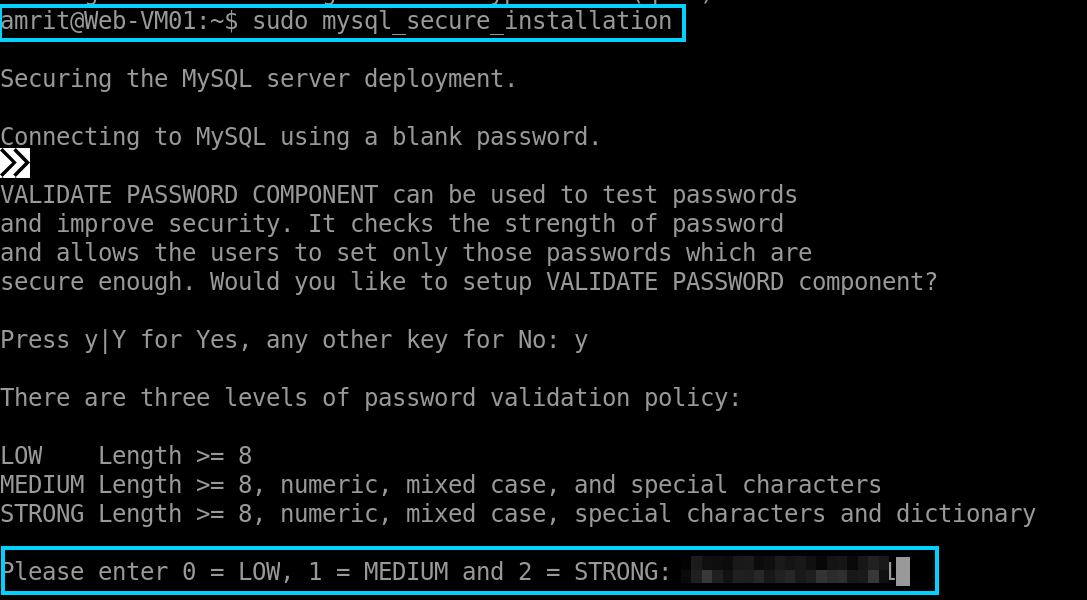 amrit@Web-VM01:~$ sudo mysql_secure_installation
Securing the MySQL server deployment.
Connecting to MySQL using a blank password.
VALIDATE PASSWORD COMPONENT can be used to test passwords
and improve security. It checks the strength of password
and allows the users to set only those passwords which are
secure enough. Would you like to setup VALIDATE PASSWORD component?
Press y|Y for Yes, any other key for No: y
There are three levels of password validation policy:
LOW    Length >= 8
MEDIUM Length >= 8, numeric, mixed case, and special characters
STRONG Length >= 8, numeric, mixed case, special characters and dictionary
Please enter 0 = LOW, 1 = MEDIUM and 2 = STRONG: